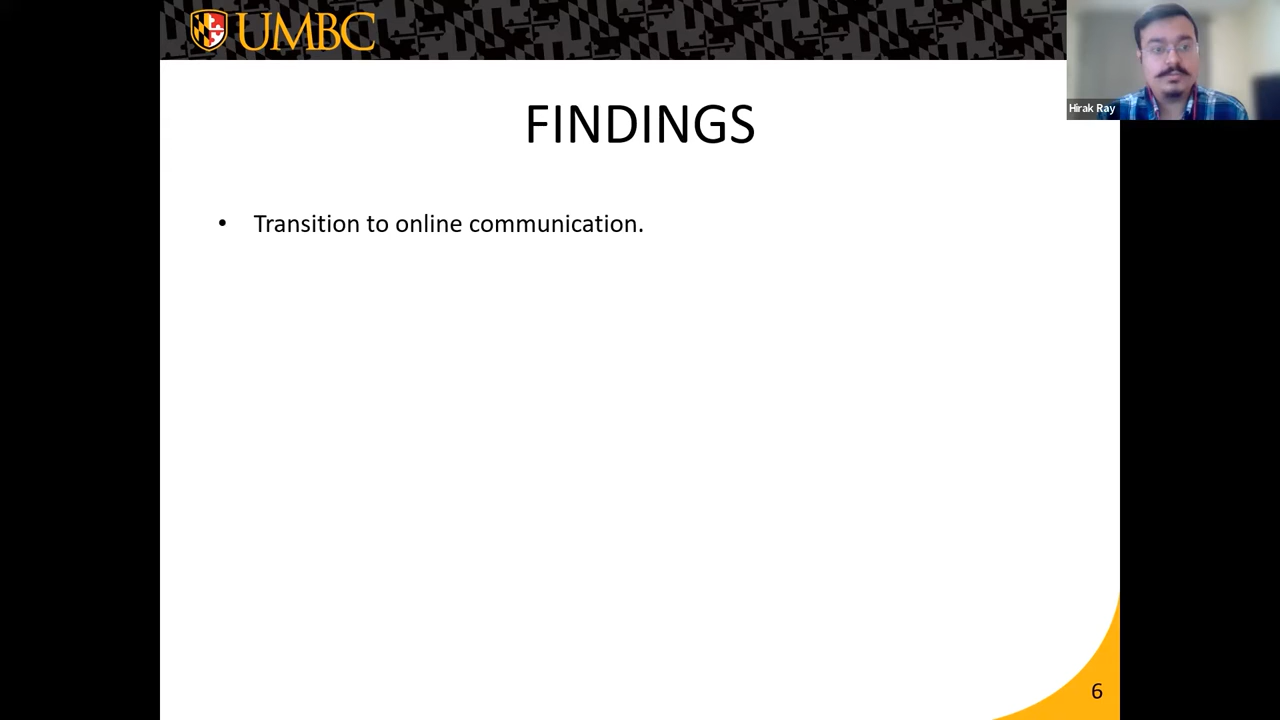 UMBC
Hirak Ray
FINDINGS
• Transition to online communication.
6